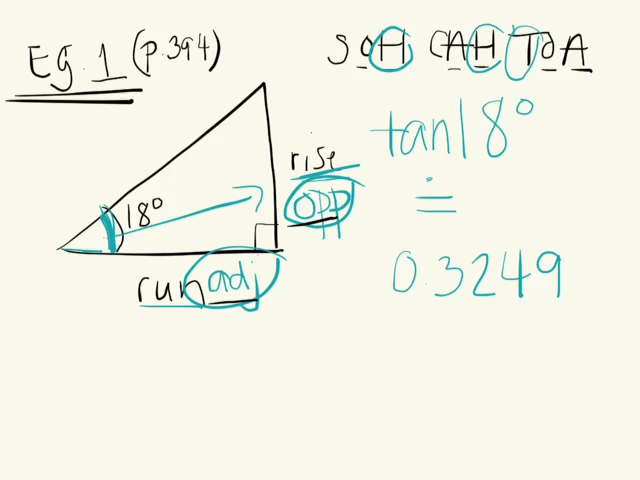 Eg. 1 (p.394)
SOH CAH TOA
tan18°
≐
0.3249
18°
rise
opp
run adj